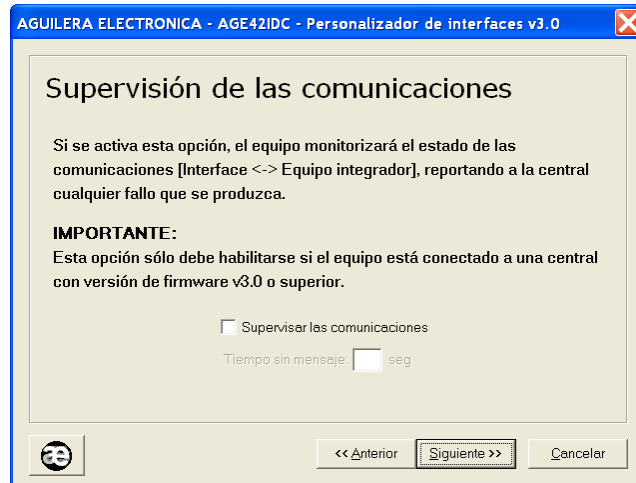 AGUILERA ELECTRONICA - AGE42IDC - Personalizador de interfaces v3.0
Supervisión de las comunicaciones
Si se activa esta opción, el equipo monitorizará el estado de las
comunicaciones [Interface <-> Equipo integrador], reportando a la central
cualquier fallo que se produzca.
IMPORTANTE:
Esta opción sólo debe habilitarse si el equipo está conectado a una central
con versión de firmware v3.0 o superior.
Supervisar las comunicaciones
Tiempo sin mensaje: seg
æ
<< Anterior Siguiente >> Cancelar